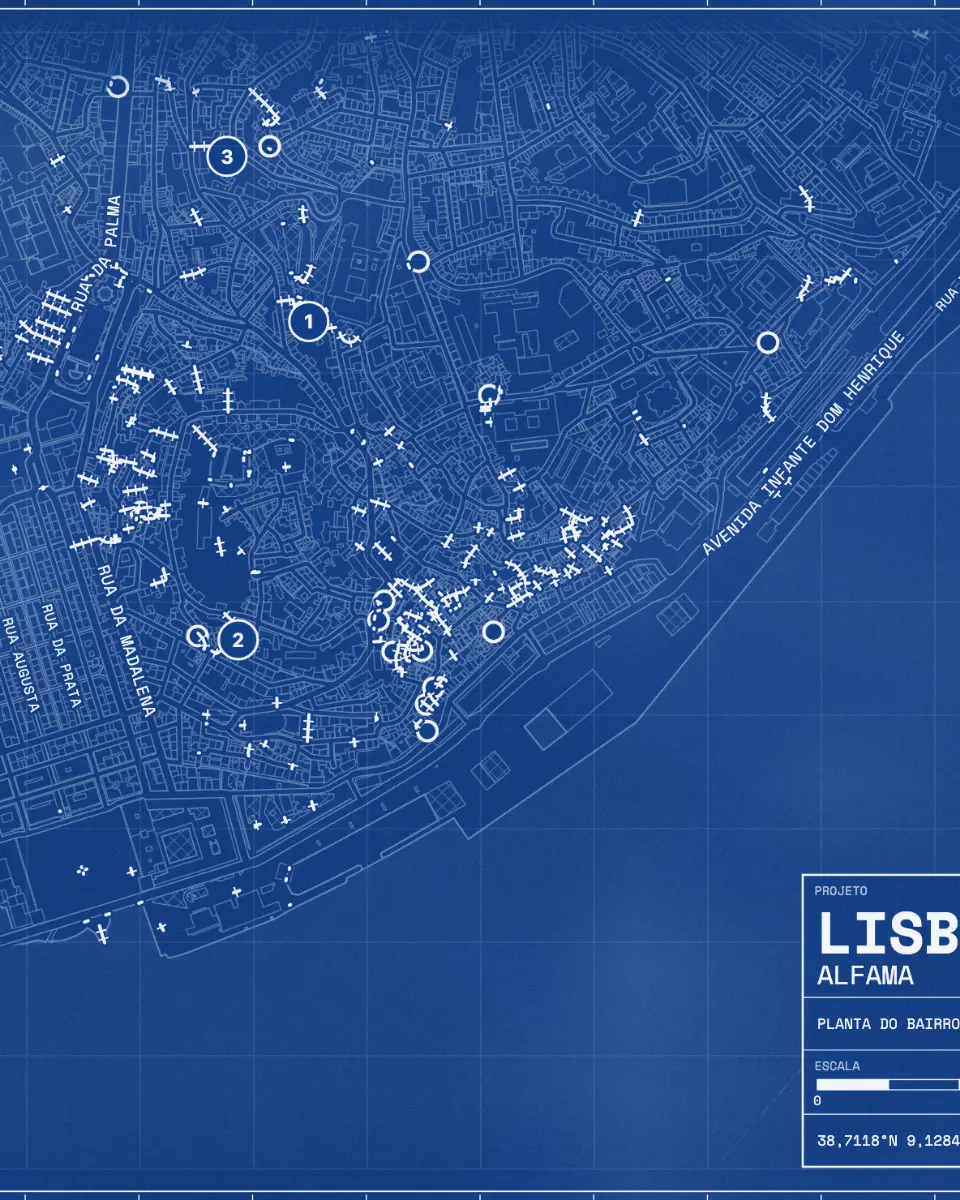 3
RUA DA PALMA
1
AVENIDA INFANTE DOM HENRIQUE
RUA
2
RUA DA MADALENA
RUA DA PRATA
RUA AUGUSTA
PROJETO
LISB
ALFAMA
PLANTA DO BAIRRO
ESCALA
0
38,7118°N 9,1284